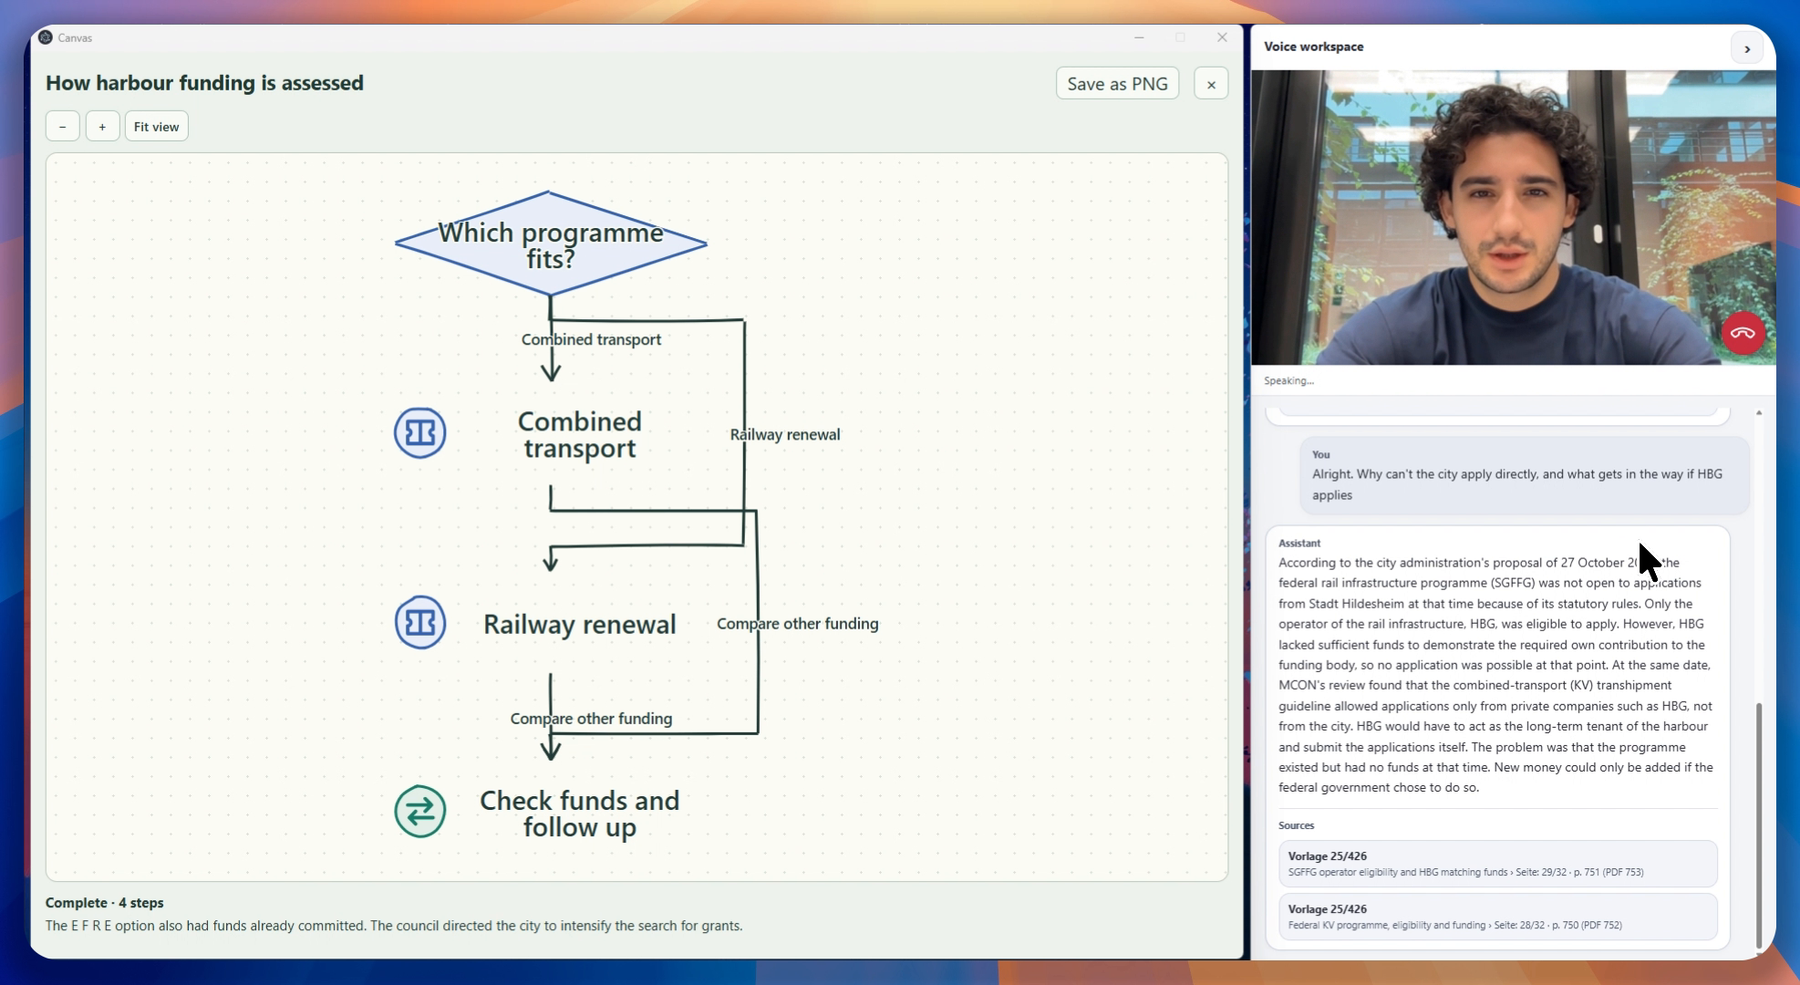 Canvas
How harbour funding is assessed
Save as PNG
×
−
+
Fit view
Which programme
fits?
Combined transport
Combined
transport
Railway renewal
Railway renewal
Compare other funding
Compare other funding
Check funds and
follow up
Complete · 4 steps
The E F R E option also had funds already committed. The council directed the city to intensify the search for grants.
Voice workspace
Speaking...
You
Alright. Why can't the city apply directly, and what gets in the way if HBG
applies
Assistant
According to the city administration's proposal of 27 October the
federal rail infrastructure programme (SGFFG) was not open to applications
from Stadt Hildesheim at that time because of its statutory rules. Only the
operator of the rail infrastructure, HBG, was eligible to apply. However, HBG
lacked sufficient funds to demonstrate the required own contribution to the
funding body, so no application was possible at that point. At the same date,
MCON's review found that the combined-transport (KV) transhipment
guideline allowed applications only from private companies such as HBG, not
from the city. HBG would have to act as the long-term tenant of the harbour
and submit the applications itself. The problem was that the programme
existed but had no funds at that time. New money could only be added if the
federal government chose to do so.
Sources
Vorlage 25/426
SGFFG operator eligibility and HBG matching funds › Seite: 29/32 · p. 751 (PDF 753)
Vorlage 25/426
Federal KV programme, eligibility and funding › Seite: 28/32 · p. 750 (PDF 752)